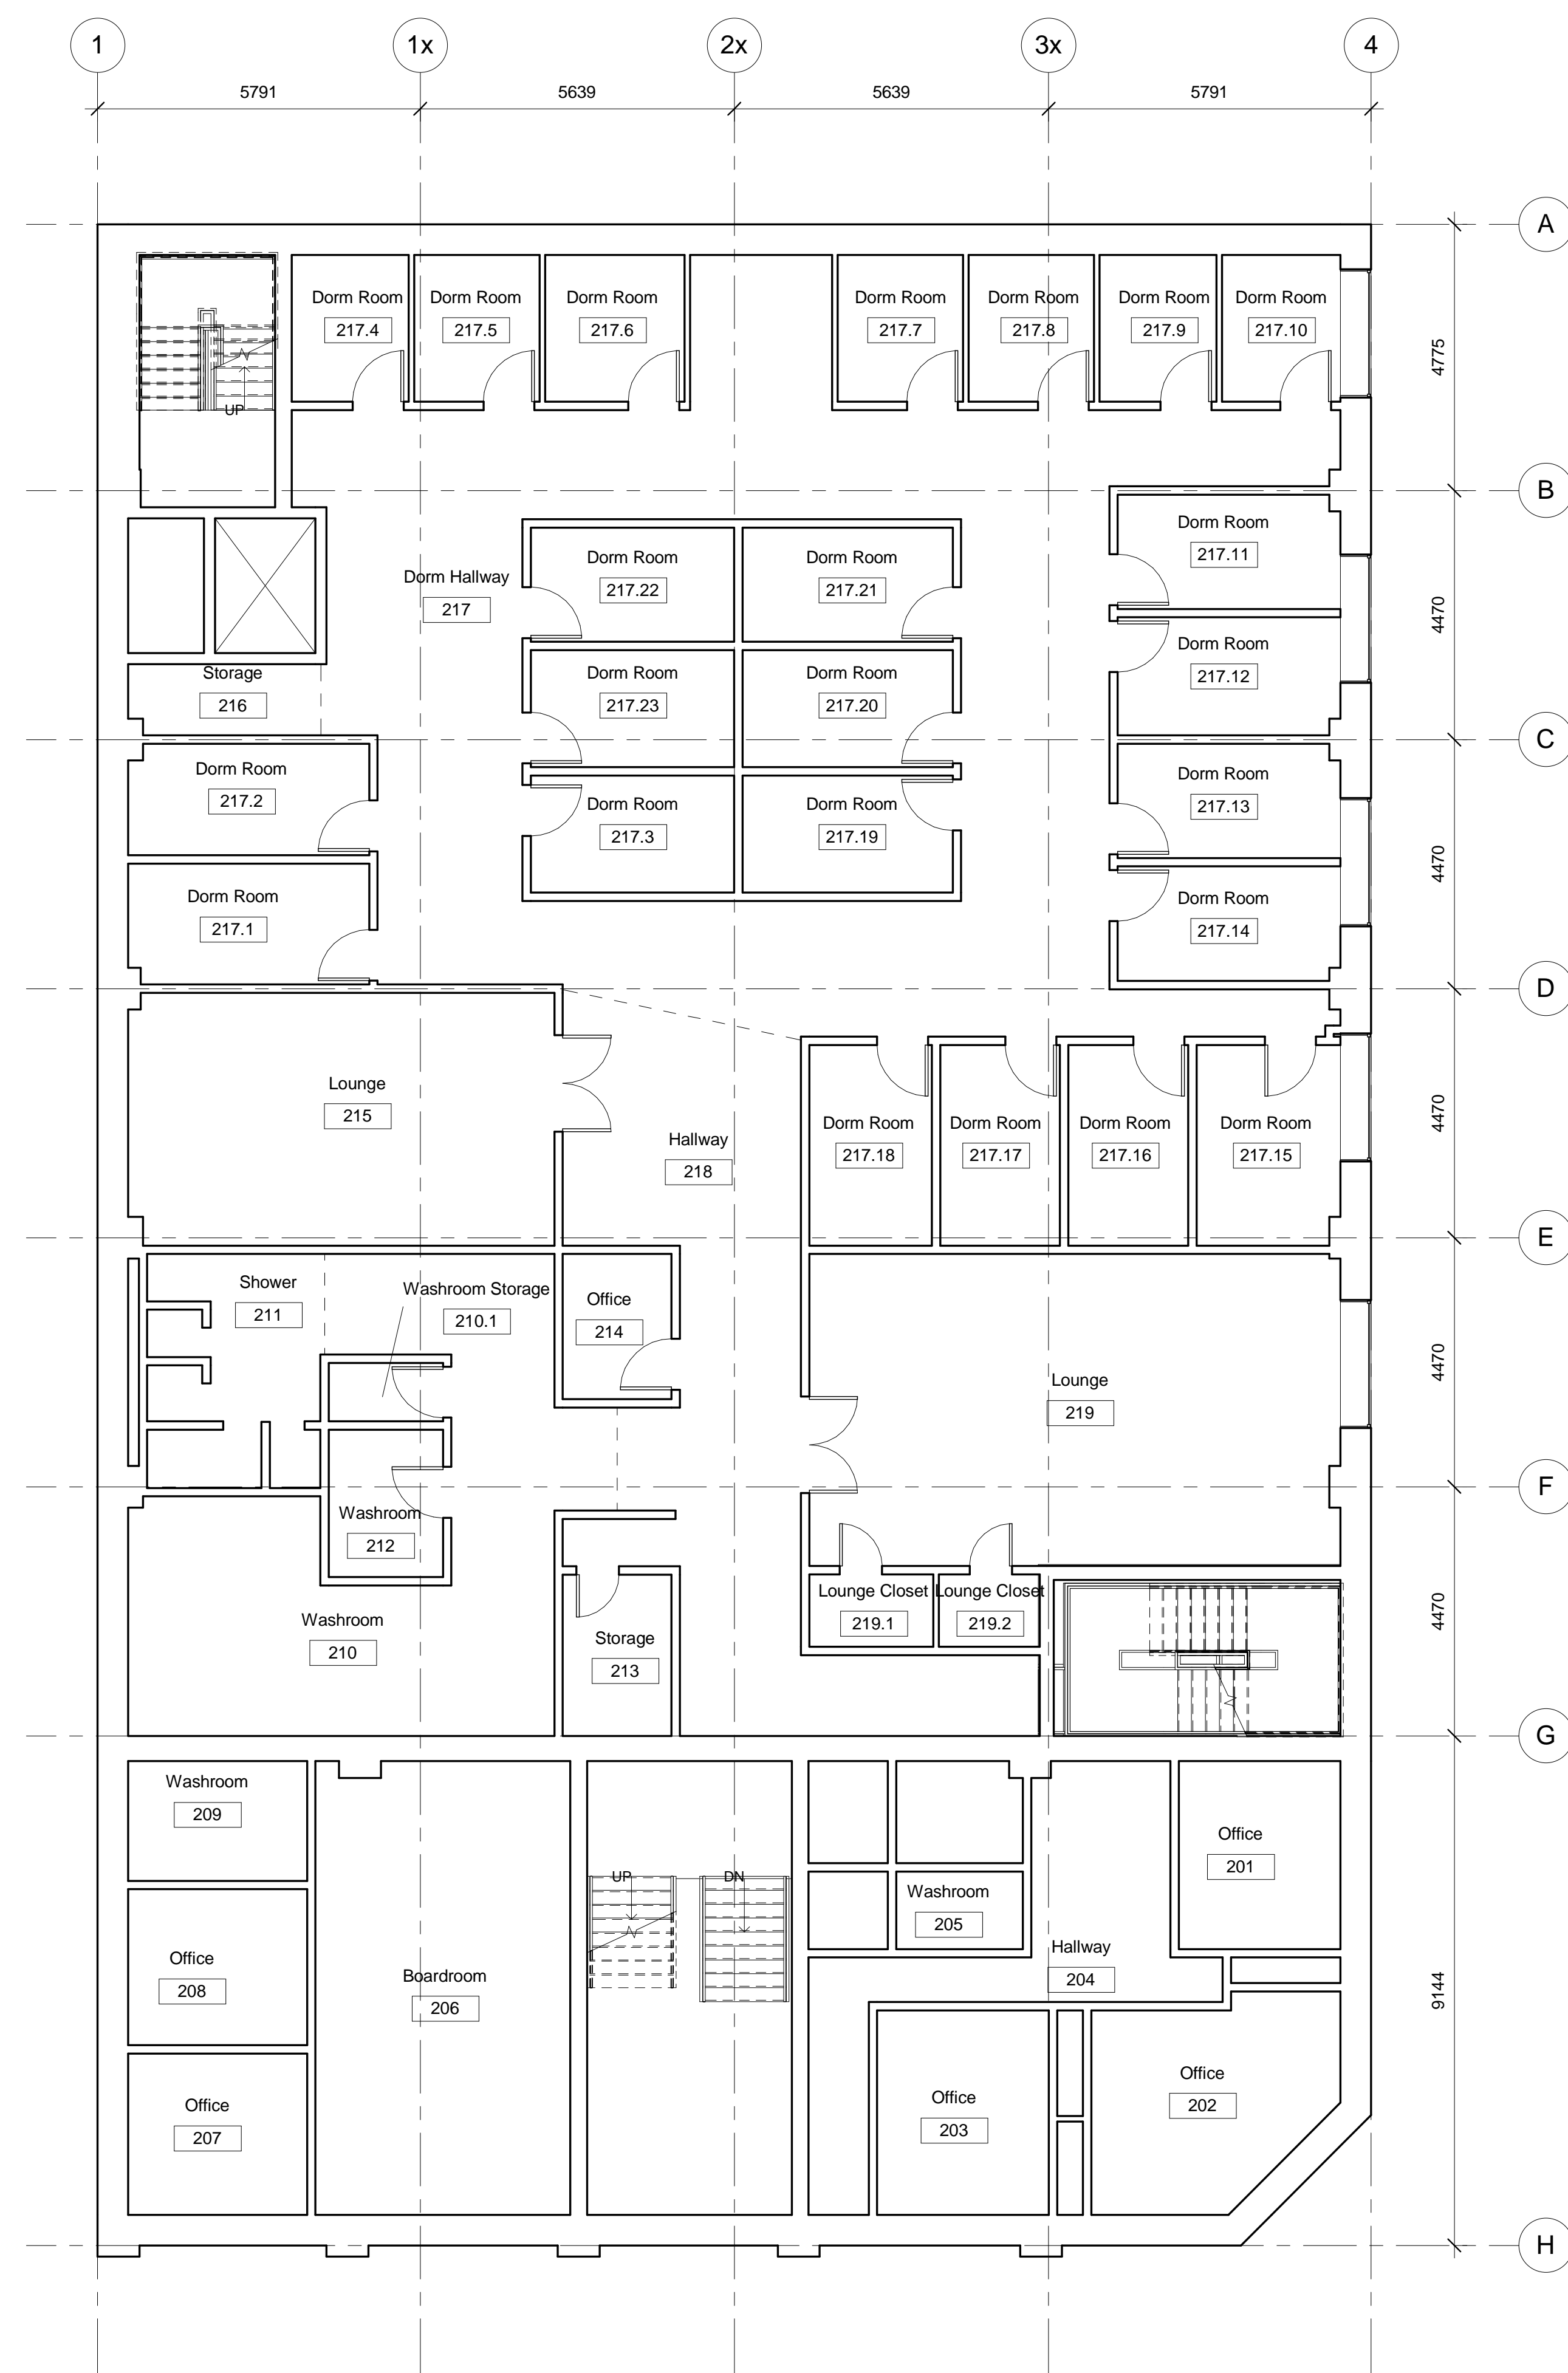 1 1x 2x 3x 4
5791 5639 5639 5791
A
Dorm Room Dorm Room Dorm Room Dorm Room Dorm Room Dorm Room Dorm Room
217.4 217.5 217.6 217.7 217.8 217.9 217.10
4775
UP
B
Dorm Room
217.11
Dorm Room Dorm Room
217.22 217.21
Dorm Hallway
217
4470
Dorm Room
217.12
Storage
216
Dorm Room Dorm Room
217.23 217.20
C
Dorm Room
217.2
Dorm Room
217.13
Dorm Room Dorm Room
217.3 217.19
4470
Dorm Room
217.1
Dorm Room
217.14
D
Lounge
215
4470
Dorm Room Dorm Room Dorm Room Dorm Room
217.18 217.17 217.16 217.15
Hallway
218
E
Shower
211
Washroom Storage
210.1
Office
214
4470
Lounge
219
F
Washroom
212
Lounge Closet Lounge Closet
219.1 219.2
4470
Washroom
210
Storage
213
G
Washroom
209
Office
201
UP DN
Washroom
205
Hallway
204
Office
208
Boardroom
206
9144
Office
202
Office
203
Office
207
H